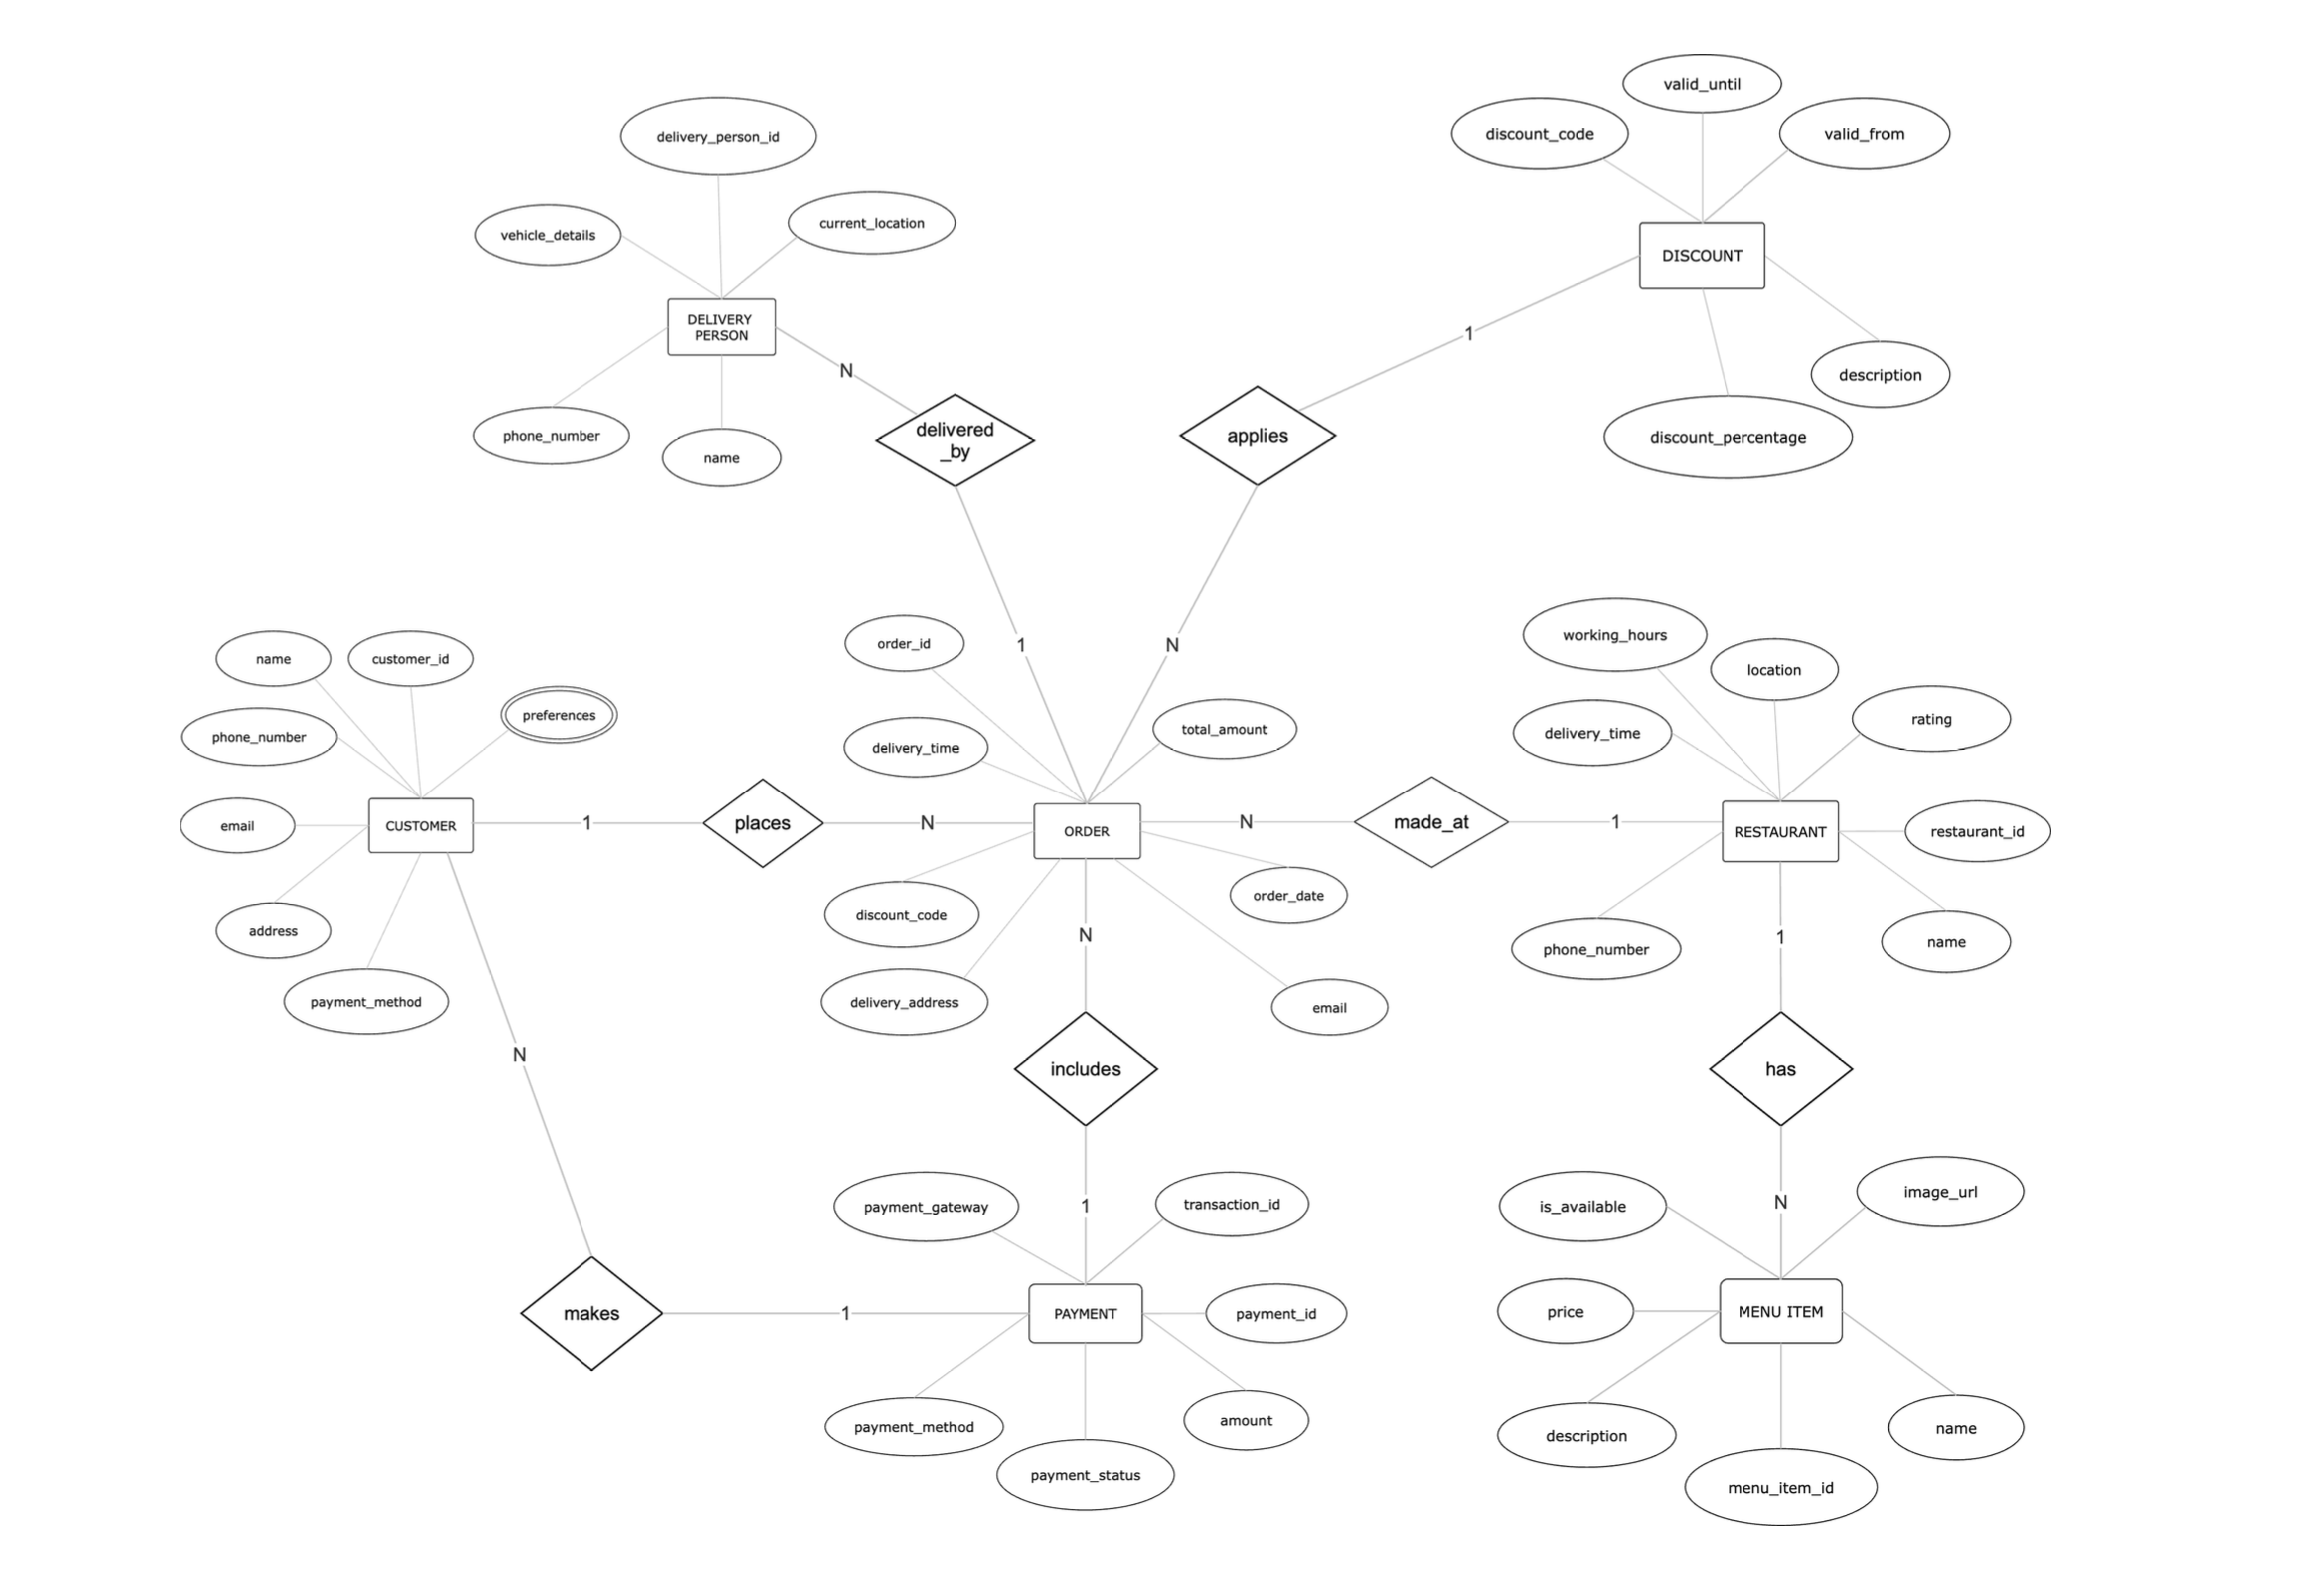 valid_until
discount_code
valid_from
delivery_person_id
current_location
vehicle_details
DISCOUNT
DELIVERY
PERSON
1
N
description
delivered
_by
applies
discount_percentage
phone_number
name
1
N
order_id
working_hours
location
name
customer_id
preferences
rating
total_amount
delivery_time
phone_number
delivery_time
CUSTOMER
email
1
places
N
ORDER
N
made_at
1
RESTAURANT
restaurant_id
order_date
discount_code
address
N
1
name
phone_number
payment_method
delivery_address
email
N
includes
has
image_url
transaction_id
payment_gateway
1
N
is_available
makes
1
PAYMENT
payment_id
price
MENU ITEM
amount
payment_method
name
description
payment_status
menu_item_id